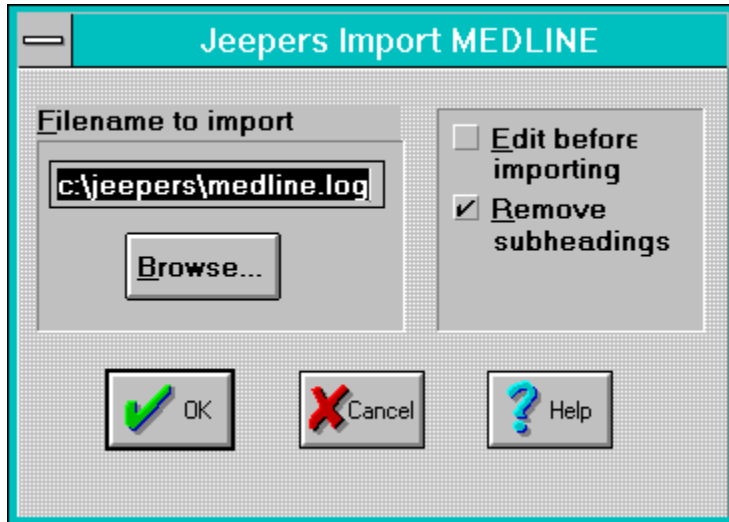 Jeepers Import MEDLINE
Filename to import
c:\jeepers\medline.log
Browse...
Edit before
importing
Remove
subheadings
OK
Cancel
Help